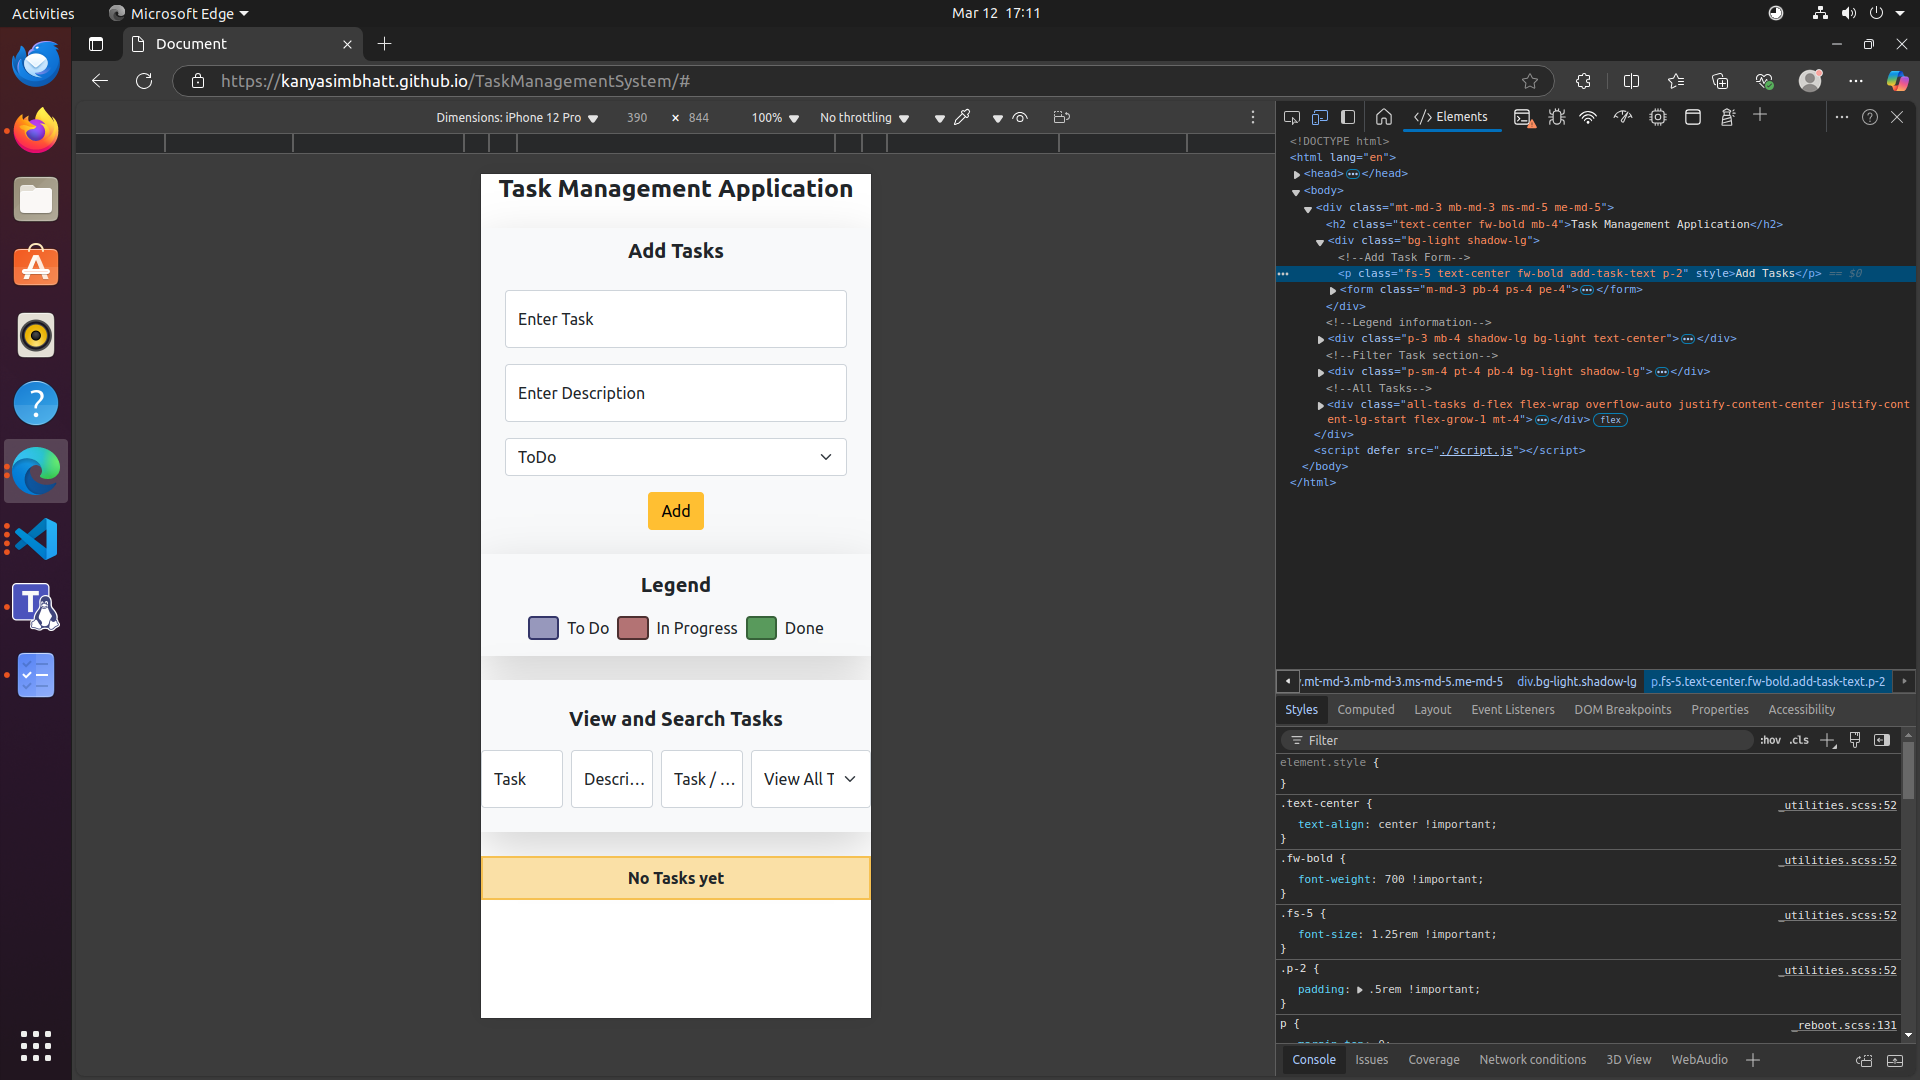 Activities
Microsoft Edge
Mar 12 17:11
Document
https://kanyasimbhatt.github.io/TaskManagementSystem/#
Dimensions: iPhone 12 Pro 390 × 844 100% No throttling
Task Management Application
Add Tasks
Enter Task
Enter Description
ToDo
Add
Legend
To Do In Progress Done
View and Search Tasks
Task Descri... Task / ... View All T
No Tasks yet
</> Elements
<!DOCTYPE html>
<html lang="en">
<head>•••</head>
<body>
<div class="mt-md-3 mb-md-3 ms-md-5 me-md-5">
<h2 class="text-center fw-bold mb-4">Task Management Application</h2>
<div class="bg-light shadow-lg">
<!--Add Task Form-->
<p class="fs-5 text-center fw-bold add-task-text p-2" style>Add Tasks</p> == $0
<form class="m-md-3 pb-4 ps-4 pe-4">•••</form>
</div>
<!--Legend information-->
<div class="p-3 mb-4 shadow-lg bg-light text-center">•••</div>
<!--Filter Task section-->
<div class="p-sm-4 pt-4 pb-4 bg-light shadow-lg">•••</div>
<!--All Tasks-->
<div class="all-tasks d-flex flex-wrap overflow-auto justify-content-center justify-cont
ent-lg-start flex-grow-1 mt-4">•••</div> flex
</div>
<script defer src="./script.js"></script>
</body>
</html>
.mt-md-3.mb-md-3.ms-md-5.me-md-5 div.bg-light.shadow-lg p.fs-5.text-center.fw-bold.add-task-text.p-2
Styles Computed Layout Event Listeners DOM Breakpoints Properties Accessibility
Filter :hov .cls
element.style {
}
.text-center { _utilities.scss:52
text-align: center !important;
}
.fw-bold { _utilities.scss:52
font-weight: 700 !important;
}
.fs-5 { _utilities.scss:52
font-size: 1.25rem !important;
}
.p-2 { _utilities.scss:52
padding: .5rem !important;
}
p { _reboot.scss:131
Console Issues Coverage Network conditions 3D View WebAudio